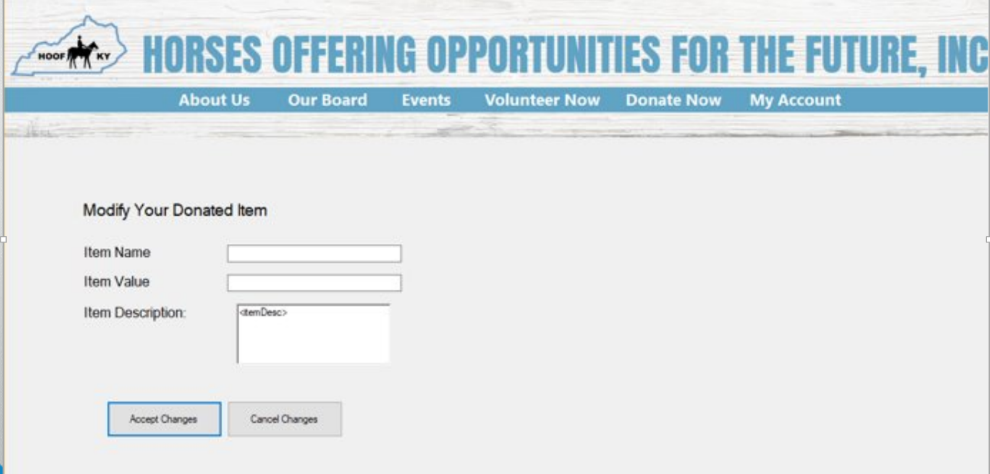 HOOF KY
HORSES OFFERING OPPORTUNITIES FOR THE FUTURE, INC
About Us Our Board Events Volunteer Now Donate Now My Account
Modify Your Donated Item
Item Name
Item Value
Item Description:
<itemDesc>
Accept Changes Cancel Changes